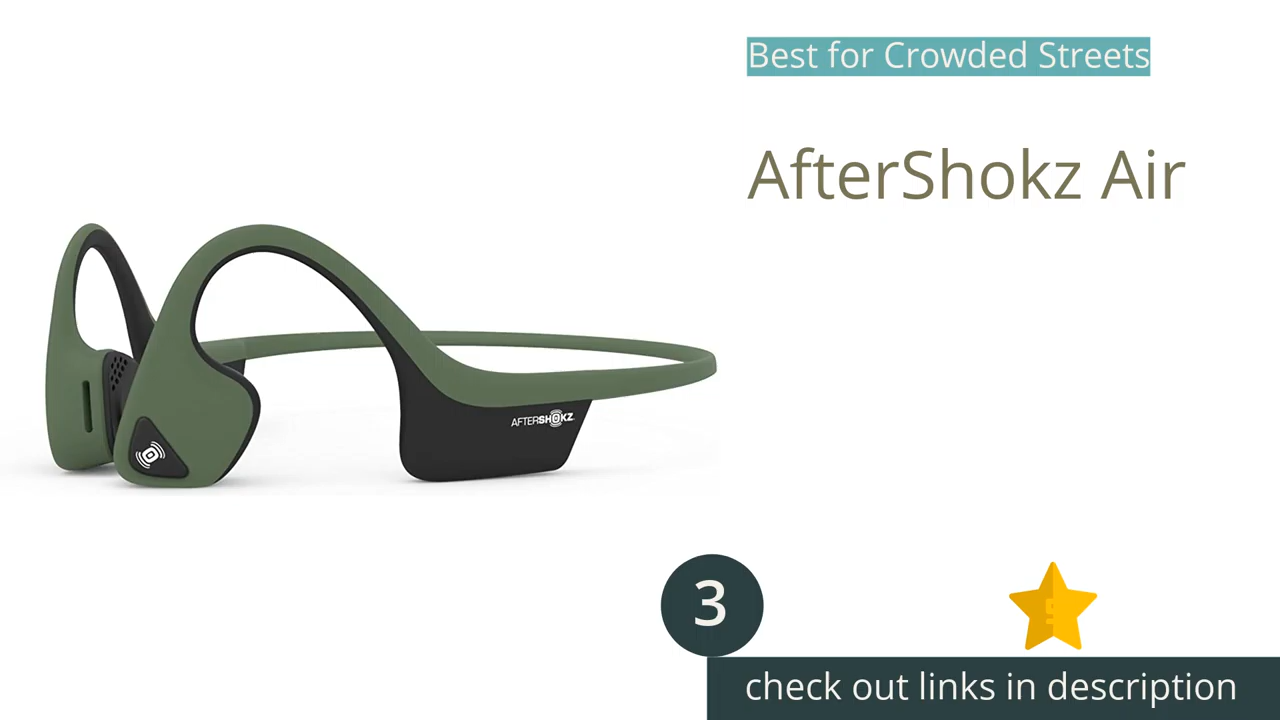 Best for Crowded Streets
AfterShokz Air
AFTERSHOKZ
3
check out links in description